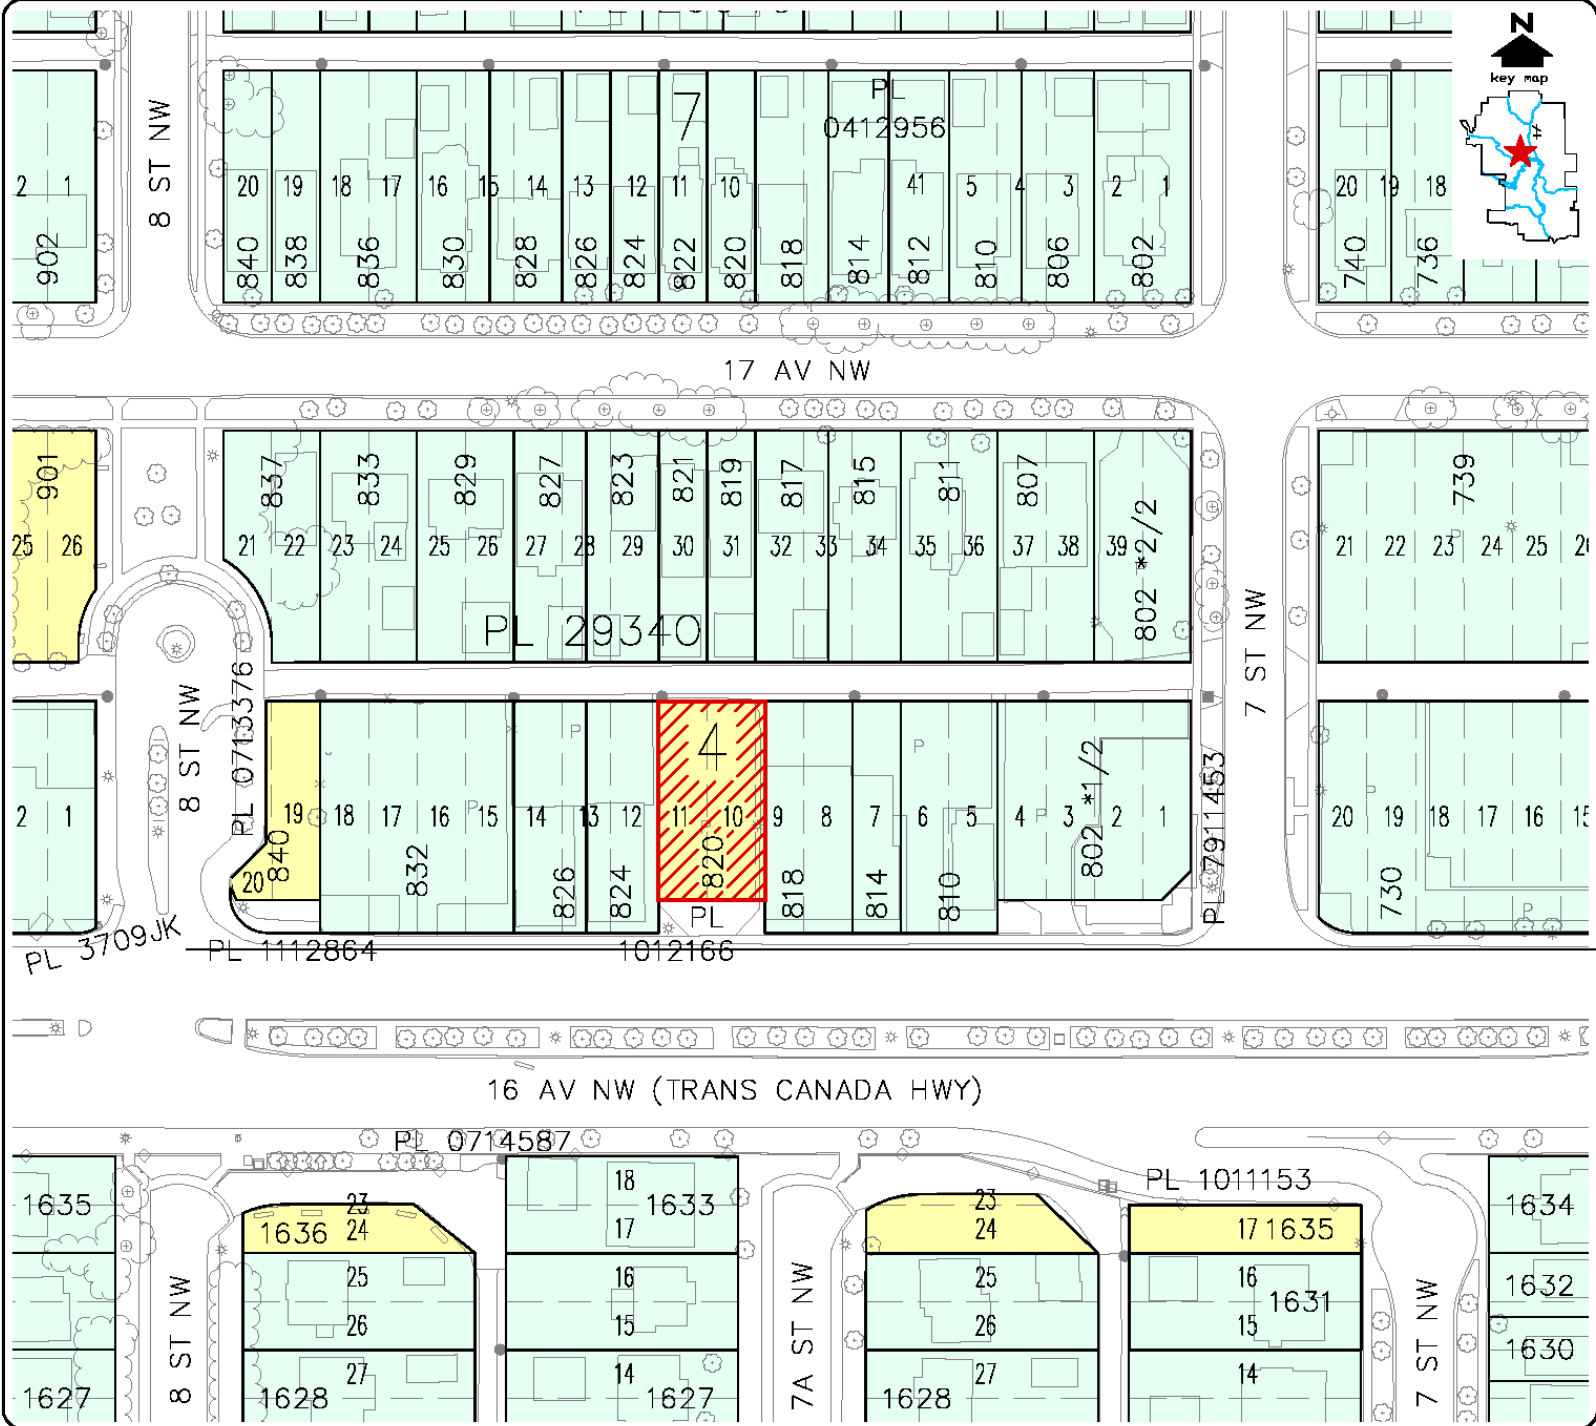 N
key map
8 ST NW
7
PL
0412956
2 1
20 19 18 17 16 15 14 13 12 11 10 41 5 4 3 2 1
20 19 18
902
840 838 836 830 828 826 824 822 820 818 814 812 810 806 802
740 736
17 AV NW
901
837 833 829 827 823 821 819 817 815 811 807
802 *2/2
739
25 26
21 22 23 24 25 26 27 28 29 30 31 32 33 34 35 36 37 38 39
21 22 23 24 25
P
PL 29340
7 ST NW
8 ST NW
PL 0713376
4
P
P
P
2 1
19 18 17 16 15 14 13 12 11 10 9 8 7 6 5 4 3 2 1
20 19 18 17 16 15
P
P
P
20
840 832 826 824 820 818 814 810
802 *1/2
PL 7911453
730
P
PL 3709JK
PL 1112864
PL
1012166
16 AV NW (TRANS CANADA HWY)
PL 0714587
PL 1011153
1635
23
1636 24
18
1633
17
23
24
17 1635
1634
25
16
25
16
1631
1632
26
15
26
15
1630
8 ST NW
7A ST NW
7 ST NW
27
14
27
14
1627
1628
1627
1628